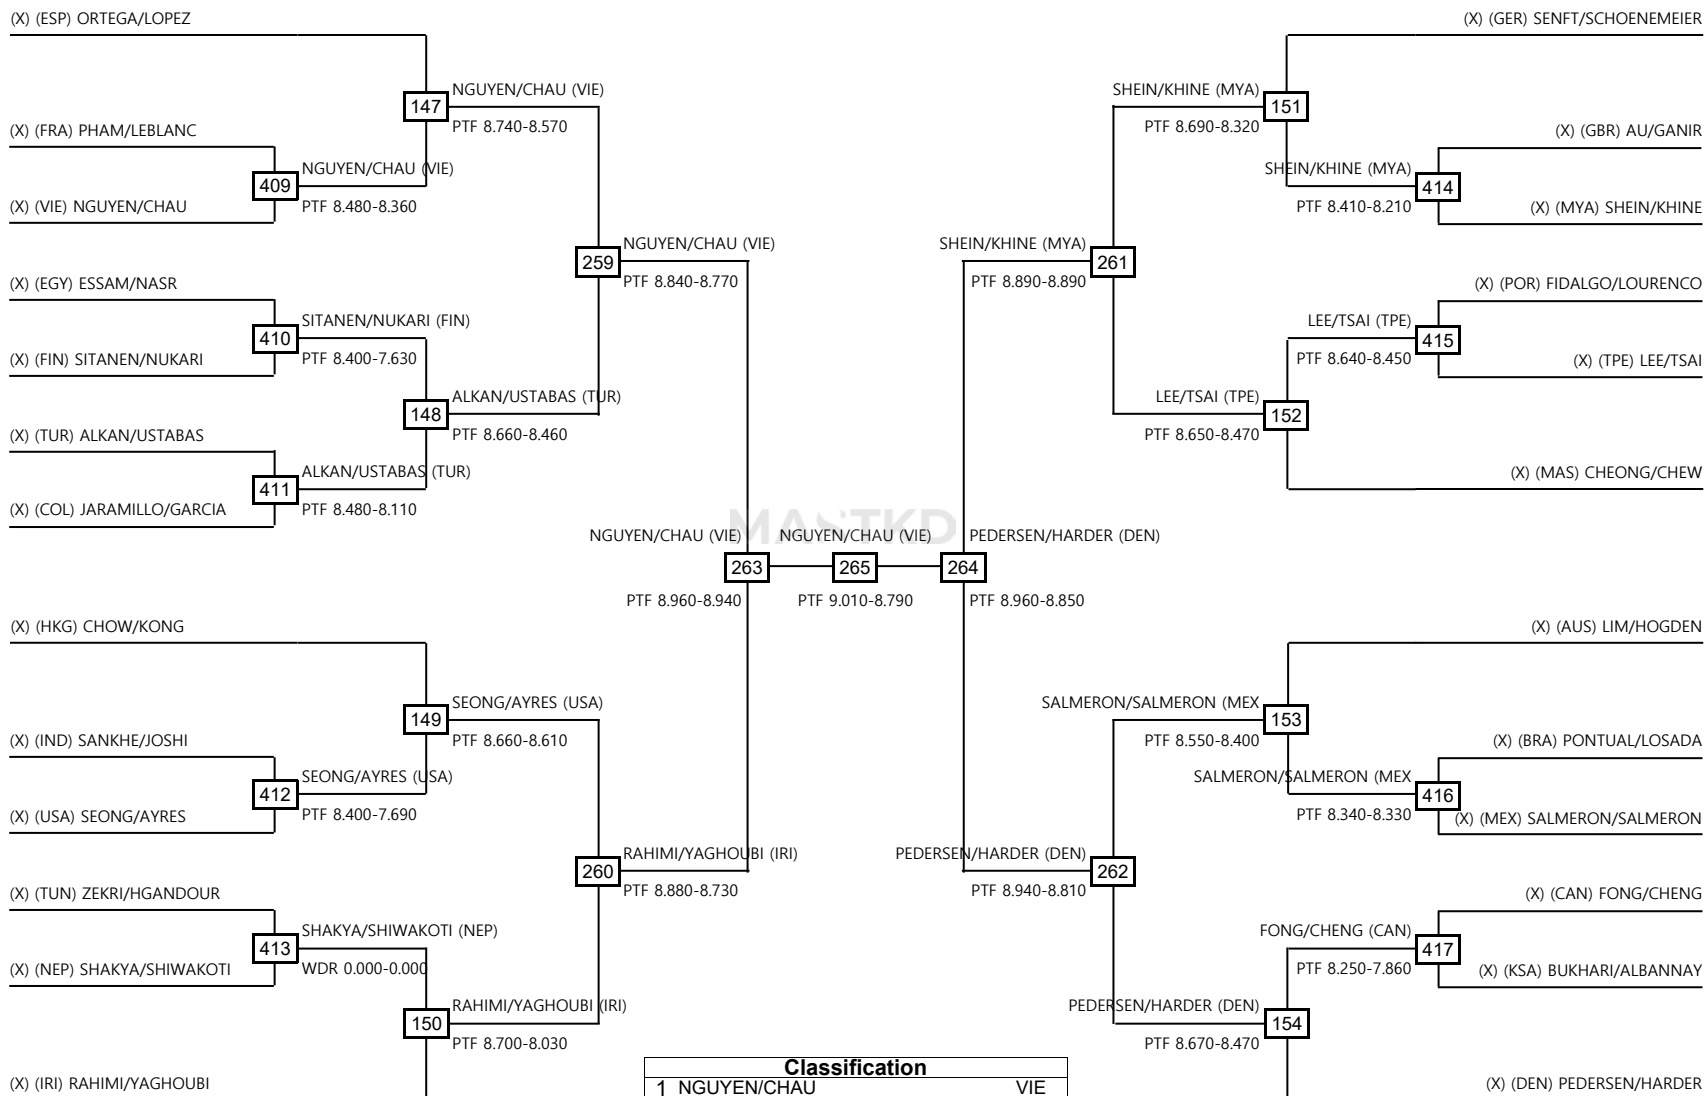 (X) (ESP) ORTEGA/LOPEZ
(X) (GER) SENFT/SCHOENEMEIER
147
NGUYEN/CHAU (VIE)
PTF 8.740-8.570
SHEIN/KHINE (MYA)
PTF 8.690-8.320
151
(X) (FRA) PHAM/LEBLANC
(X) (GBR) AU/GANIR
409
NGUYEN/CHAU (VIE)
PTF 8.480-8.360
SHEIN/KHINE (MYA)
PTF 8.410-8.210
414
(X) (VIE) NGUYEN/CHAU
(X) (MYA) SHEIN/KHINE
259
NGUYEN/CHAU (VIE)
PTF 8.840-8.770
SHEIN/KHINE (MYA)
PTF 8.890-8.890
261
(X) (EGY) ESSAM/NASR
(X) (POR) FIDALGO/LOURENCO
410
SITANEN/NUKARI (FIN)
PTF 8.400-7.630
LEE/TSAI (TPE)
PTF 8.640-8.450
415
(X) (FIN) SITANEN/NUKARI
(X) (TPE) LEE/TSAI
148
ALKAN/USTABAS (TUR)
PTF 8.660-8.460
LEE/TSAI (TPE)
PTF 8.650-8.470
152
(X) (TUR) ALKAN/USTABAS
411
ALKAN/USTABAS (TUR)
PTF 8.480-8.110
(X) (MAS) CHEONG/CHEW
(X) (COL) JARAMILLO/GARCIA
MASTKD
NGUYEN/CHAU (VIE)
263
PTF 8.960-8.940
NGUYEN/CHAU (VIE)
265
PTF 9.010-8.790
PEDERSEN/HARDER (DEN)
264
PTF 8.960-8.850
(X) (HKG) CHOW/KONG
(X) (AUS) LIM/HOGDEN
149
SEONG/AYRES (USA)
PTF 8.660-8.610
SALMERON/SALMERON (MEX
PTF 8.550-8.400
153
(X) (IND) SANKHE/JOSHI
(X) (BRA) PONTUAL/LOSADA
412
SEONG/AYRES (USA)
PTF 8.400-7.690
SALMERON/SALMERON (MEX
PTF 8.340-8.330
416
(X) (USA) SEONG/AYRES
(X) (MEX) SALMERON/SALMERON
260
RAHIMI/YAGHOUBI (IRI)
PTF 8.880-8.730
PEDERSEN/HARDER (DEN)
PTF 8.940-8.810
262
(X) (TUN) ZEKRI/HGANDOUR
(X) (CAN) FONG/CHENG
413
SHAKYA/SHIWAKOTI (NEP)
WDR 0.000-0.000
FONG/CHENG (CAN)
PTF 8.250-7.860
417
(X) (NEP) SHAKYA/SHIWAKOTI
(X) (KSA) BUKHARI/ALBANNAY
150
RAHIMI/YAGHOUBI (IRI)
PTF 8.700-8.030
PEDERSEN/HARDER (DEN)
PTF 8.670-8.470
154
Classification
(X) (IRI) RAHIMI/YAGHOUBI
1 NGUYEN/CHAU VIE
(X) (DEN) PEDERSEN/HARDER